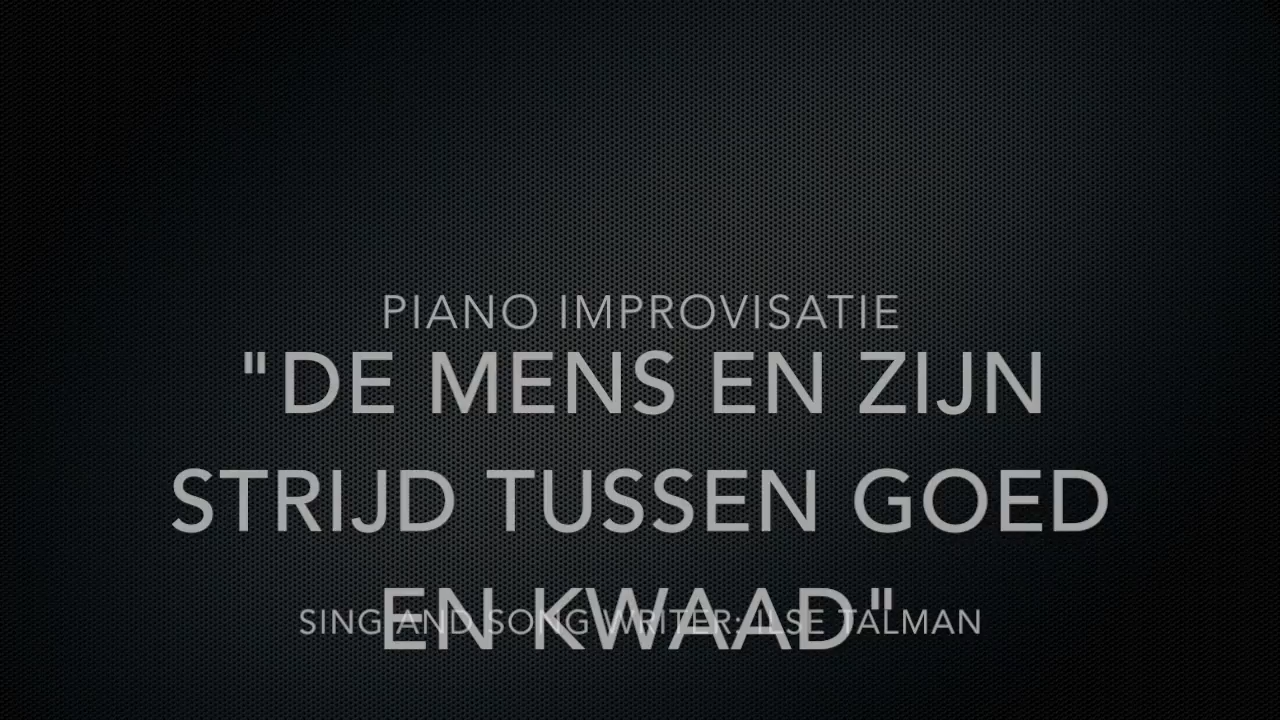 PIANO IMPROVISATIE
"DE MENS EN ZIJN
STRIJD TUSSEN GOED
EN KWAAD"
SING AND SONG WRITER: ILSE TALMAN